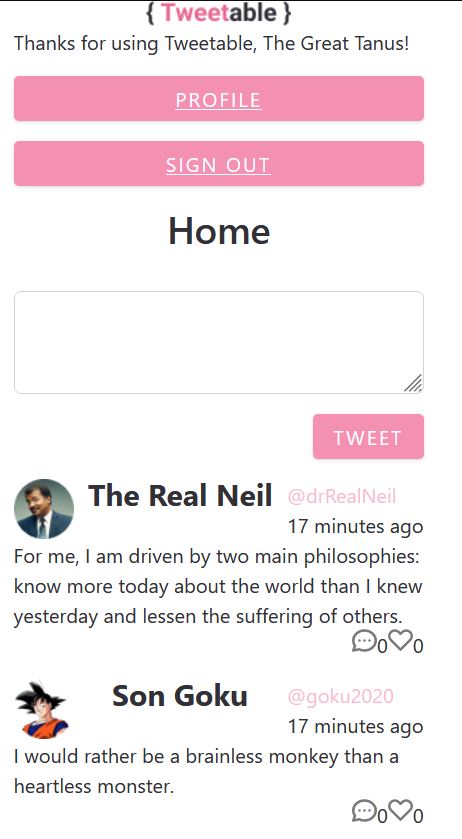 { Tweetable }
Thanks for using Tweetable, The Great Tanus!
PROFILE
SIGN OUT
Home
TWEET
The Real Neil @drRealNeil
17 minutes ago
For me, I am driven by two main philosophies:
know more today about the world than I knew
yesterday and lessen the suffering of others.
0 0
Son Goku @goku2020
17 minutes ago
I would rather be a brainless monkey than a
heartless monster.
0 0